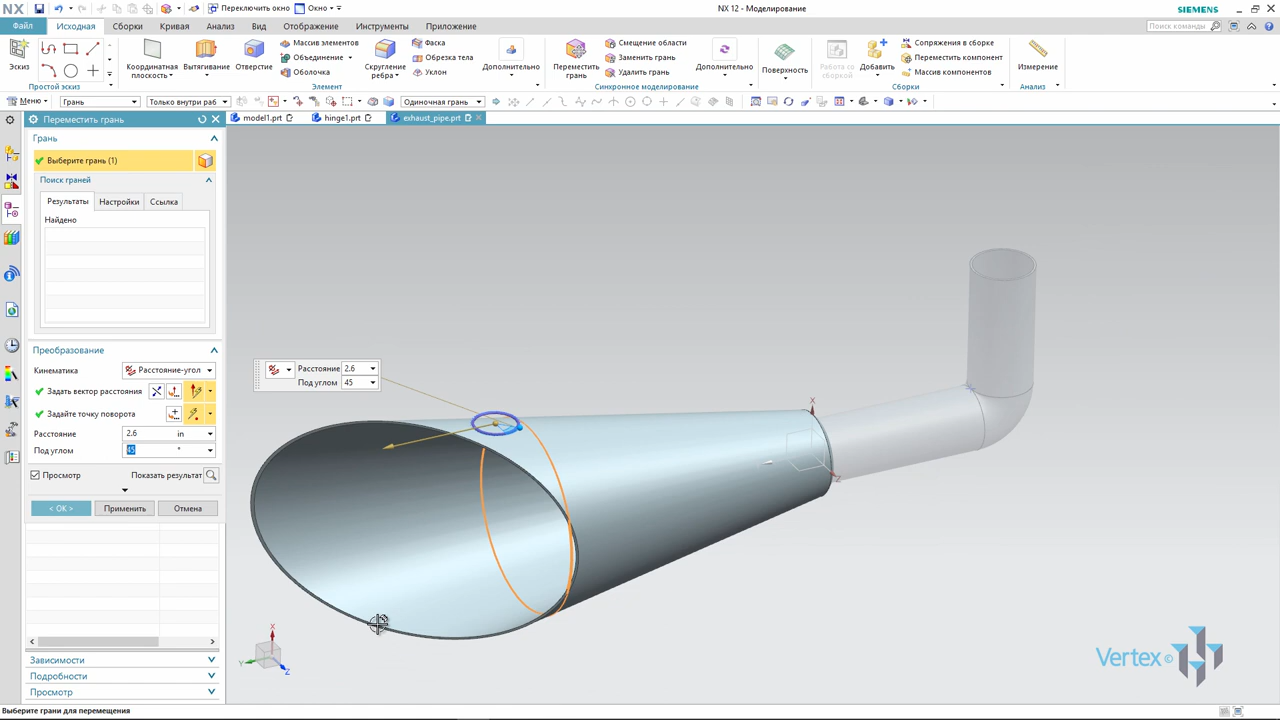 NX
Переключить окно
Окно
NX 12 - Моделирование
SIEMENS
Файл
Исходная
Сборки
Кривая
Анализ
Вид
Отображение
Инструменты
Приложение
Поиск команды
Эскиз
Простой эскиз
Координатная плоскость
Вытягивание
Отверстие
Массив элементов
Объединение
Оболочка
Скругление ребра
Фаска
Обрезка тела
Уклон
Дополнительно
Элемент
Переместить грань
Смещение области
Заменить грань
Удалить грань
Дополнительно
Синхронное моделирование
Поверхность
Работа со сборкой
Добавить
Сопряжения в сборке
Переместить компонент
Массив компонентов
Сборки
Измерение
Анализ
Меню
Грань
Только внутри раб
Одиночная грань
Переместить грань
model1.prt
hinge1.prt
exhaust_pipe.prt
Грань
Выберите грань (1)
Поиск граней
Результаты
Настройки
Ссылка
Найдено
Преобразование
Кинематика
Расстояние-угол
Задать вектор расстояния
Задайте точку поворота
Расстояние
2.6
in
Под углом
45
°
Просмотр
Показать результат
< OK >
Применить
Отмена
Зависимости
Подробности
Просмотр
Расстояние
2.6
Под углом
45
X
Z
X
Y
Z
Vertex©
Выберите грани для перемещения